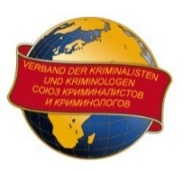 VERBAND DER KRIMINALISTEN
UND KRIMINOLOGEN
СОЮЗ КРИМИНАЛИСТОВ
И КРИМИНОЛОГОВ